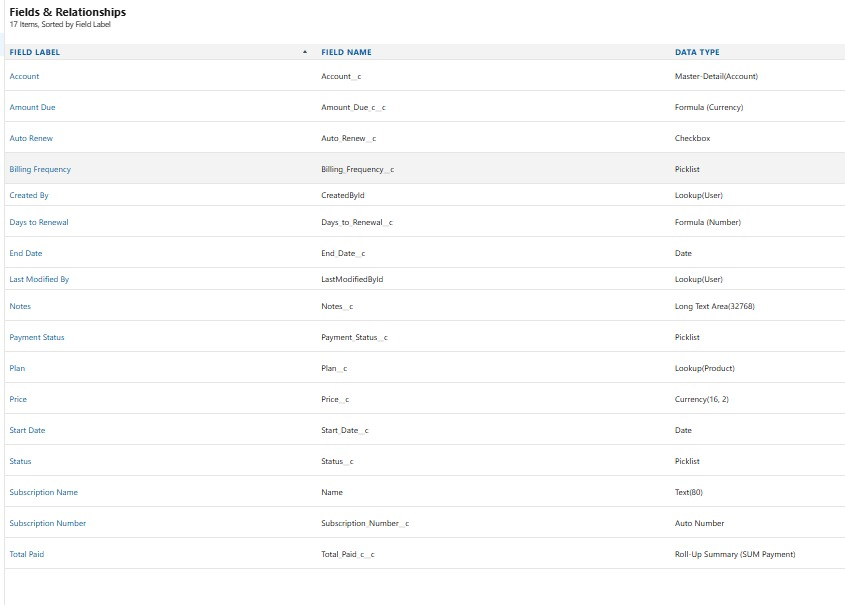 Fields & Relationships
17 Items, Sorted by Field Label
FIELD LABEL FIELD NAME DATA TYPE
Account Account__c Master-Detail(Account)
Amount Due Amount_Due_c__c Formula (Currency)
Auto Renew Auto_Renew__c Checkbox
Billing Frequency Billing_Frequency__c Picklist
Created By CreatedById Lookup(User)
Days to Renewal Days_to_Renewal__c Formula (Number)
End Date End_Date__c Date
Last Modified By LastModifiedById Lookup(User)
Notes Notes__c Long Text Area(32768)
Payment Status Payment_Status__c Picklist
Plan Plan__c Lookup(Product)
Price Price__c Currency(16, 2)
Start Date Start_Date__c Date
Status Status__c Picklist
Subscription Name Name Text(80)
Subscription Number Subscription_Number__c Auto Number
Total Paid Total_Paid_c__c Roll-Up Summary (SUM Payment)